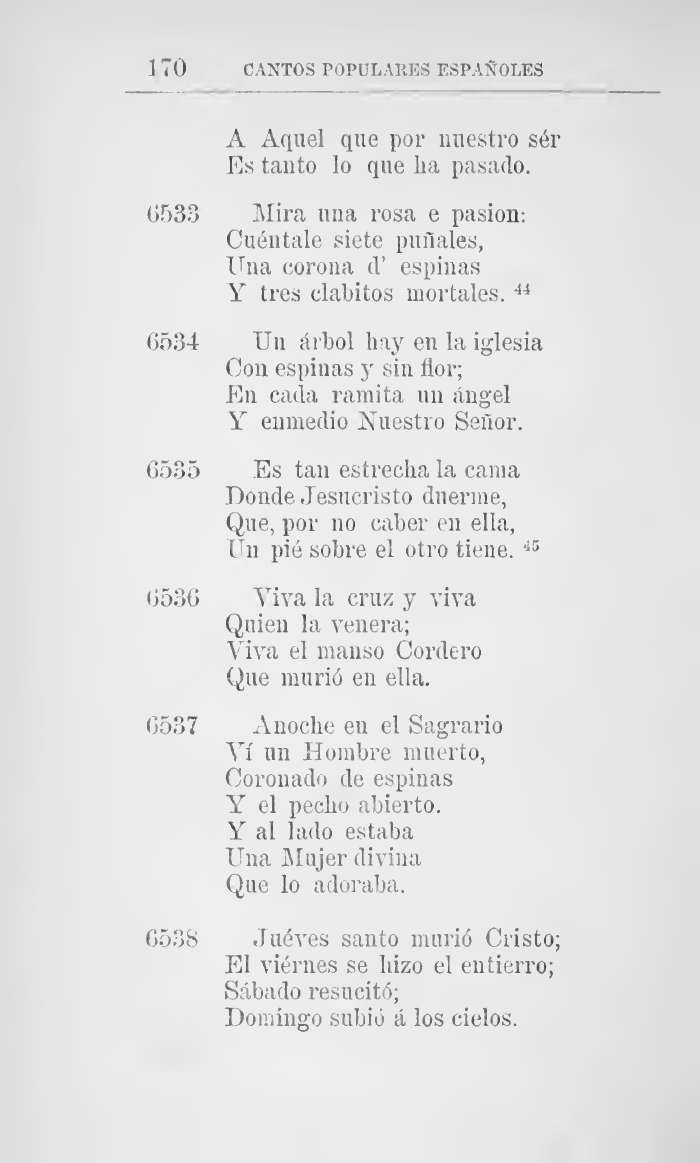 170 CANTOS POPULARES ESPAÑOLES
A Aquel que por nuestro sér
Es tanto lo que ha pasado.
6533 Mira una rosa e pasion:
Cuéntale siete puñales,
Una corona d' espinas
Y tres clabitos mortales. 44
6534 Un árbol hay en la iglesia
Con espinas y sin flor;
En cada ramita un ángel
Y enmedio Nuestro Señor.
6535 Es tan estrecha la cama
Donde Jesucristo duerme,
Que, por no caber en ella,
Un pié sobre el otro tiene. 45
6536 Viva la cruz y viva
Quien la venera;
Viva el manso Cordero
Que murió en ella.
6537 Anoche en el Sagrario
Ví un Hombre muerto,
Coronado de espinas
Y el pecho abierto.
Y al lado estaba
Una Mujer divina
Que lo adoraba.
6538 Juéves santo murió Cristo;
El viérnes se hizo el entierro;
Sábado resucitó;
Domingo subió á los cielos.